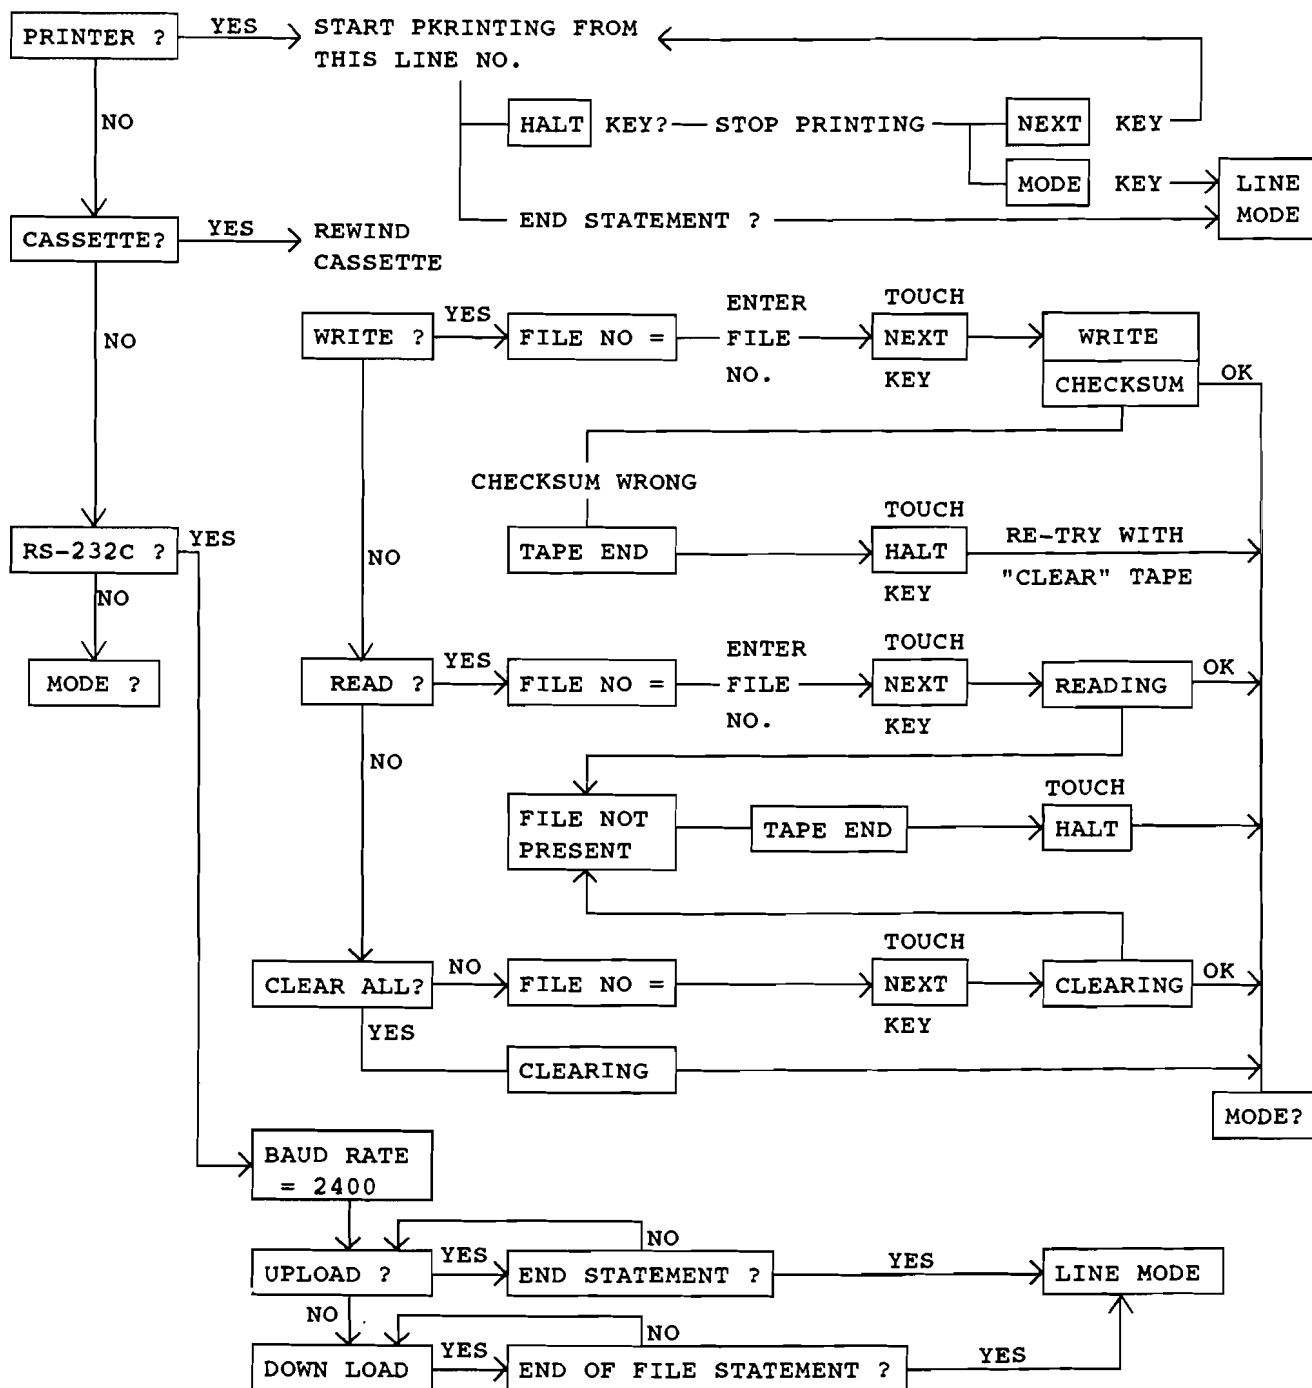 PRINTER ? YES START PKRINTING FROM
THIS LINE NO.
NO
HALT KEY? STOP PRINTING NEXT KEY
MODE KEY LINE
MODE
END STATEMENT ?
CASSETTE? YES REWIND
CASSETTE
NO
WRITE ? YES FILE NO = ENTER
FILE
NO.
TOUCH
NEXT
KEY
WRITE
CHECKSUM OK
CHECKSUM WRONG
TAPE END
TOUCH
HALT
KEY
RE-TRY WITH
"CLEAR" TAPE
NO
RS-232C ? YES
NO
MODE ?
READ ? YES FILE NO = ENTER
FILE
NO.
TOUCH
NEXT
KEY
READING OK
NO
FILE NOT
PRESENT
TAPE END
TOUCH
HALT
CLEAR ALL? NO FILE NO =
TOUCH
NEXT
KEY
CLEARING OK
YES
CLEARING
MODE?
BAUD RATE
= 2400
NO
UPLOAD ? YES END STATEMENT ? YES LINE MODE
NO
NO
DOWN LOAD YES END OF FILE STATEMENT ? YES